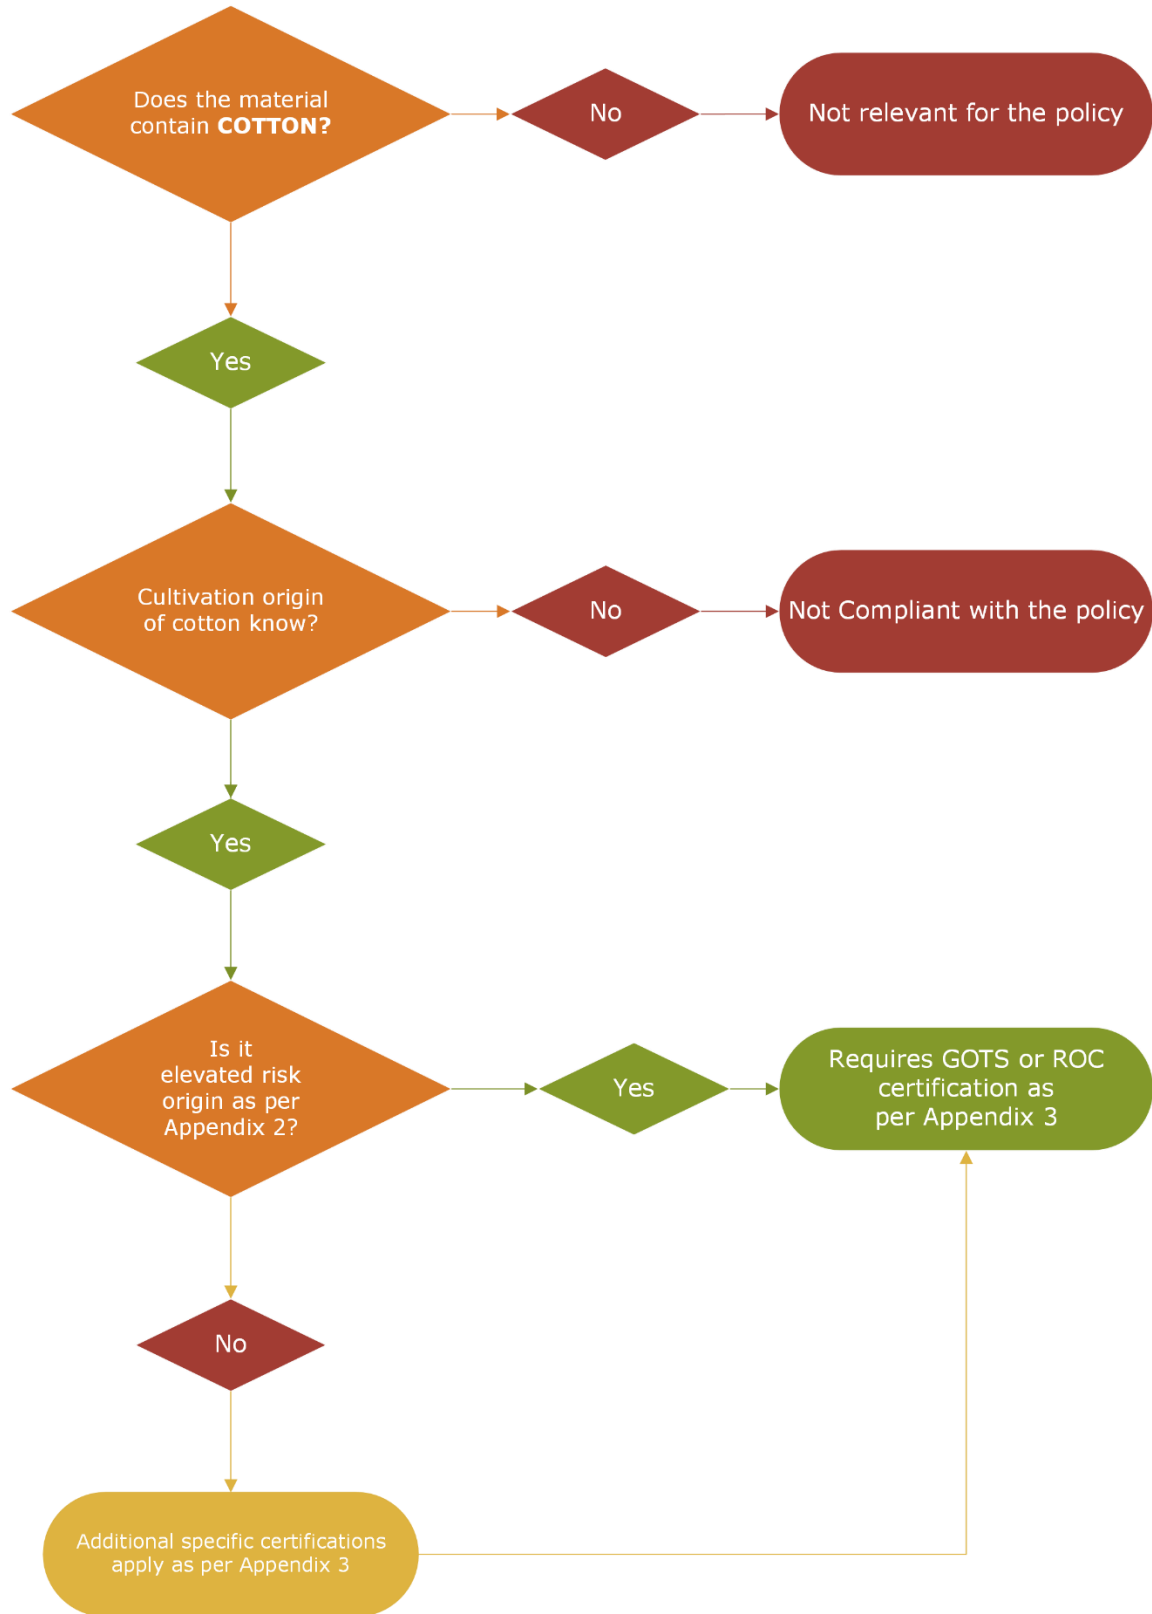 Does the material
contain COTTON?
No
Not relevant for the policy
Yes
Cultivation origin
of cotton know?
No
Not Compliant with the policy
Yes
Is it
elevated risk
origin as per
Appendix 2?
Yes
Requires GOTS or ROC
certification as
per Appendix 3
No
Additional specific certifications
apply as per Appendix 3